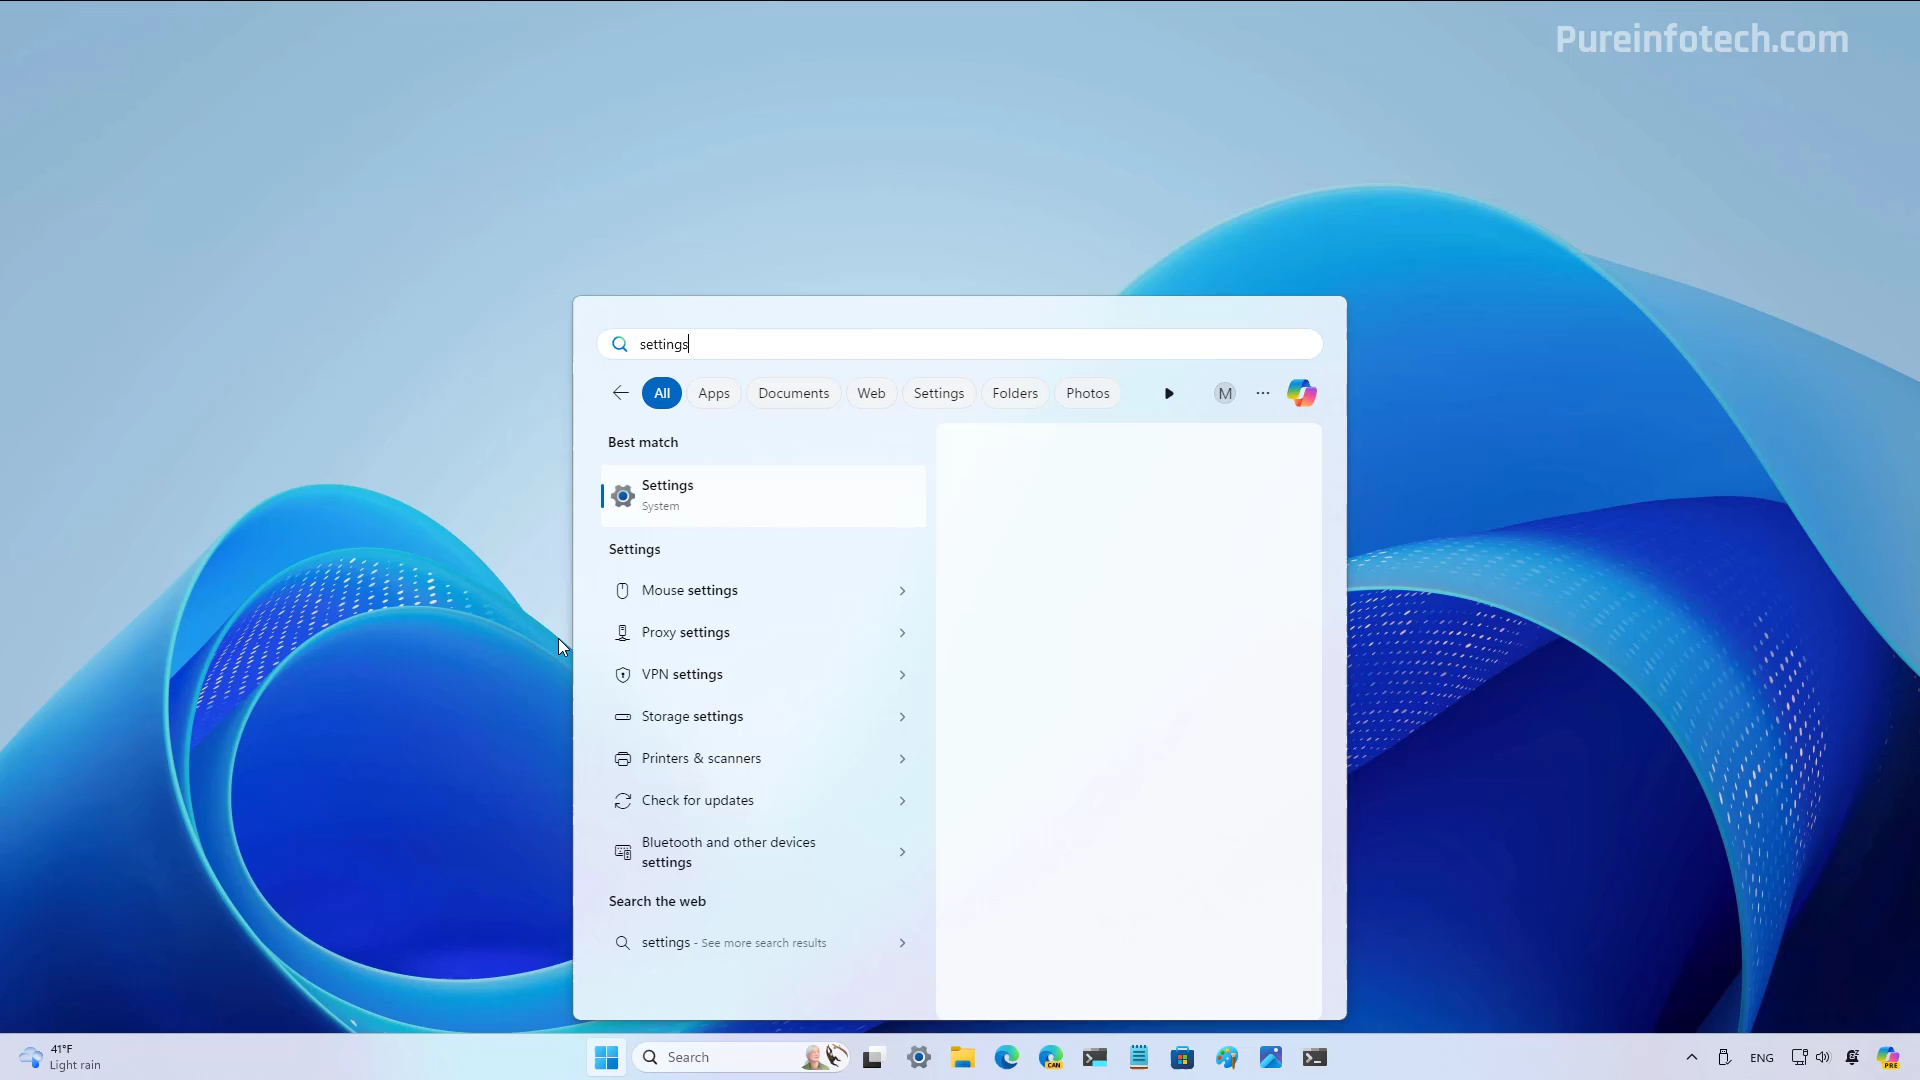 Pureinfotech.com
settings
All
Apps
Documents
Web
Settings
Folders
Photos
M
Best match
Settings
System
Settings
Mouse settings
Proxy settings
VPN settings
Storage settings
Printers & scanners
Check for updates
Bluetooth and other devices
settings
Search the web
settings - See more search results
41°F
Light rain
Search
CAN
ENG
PRE